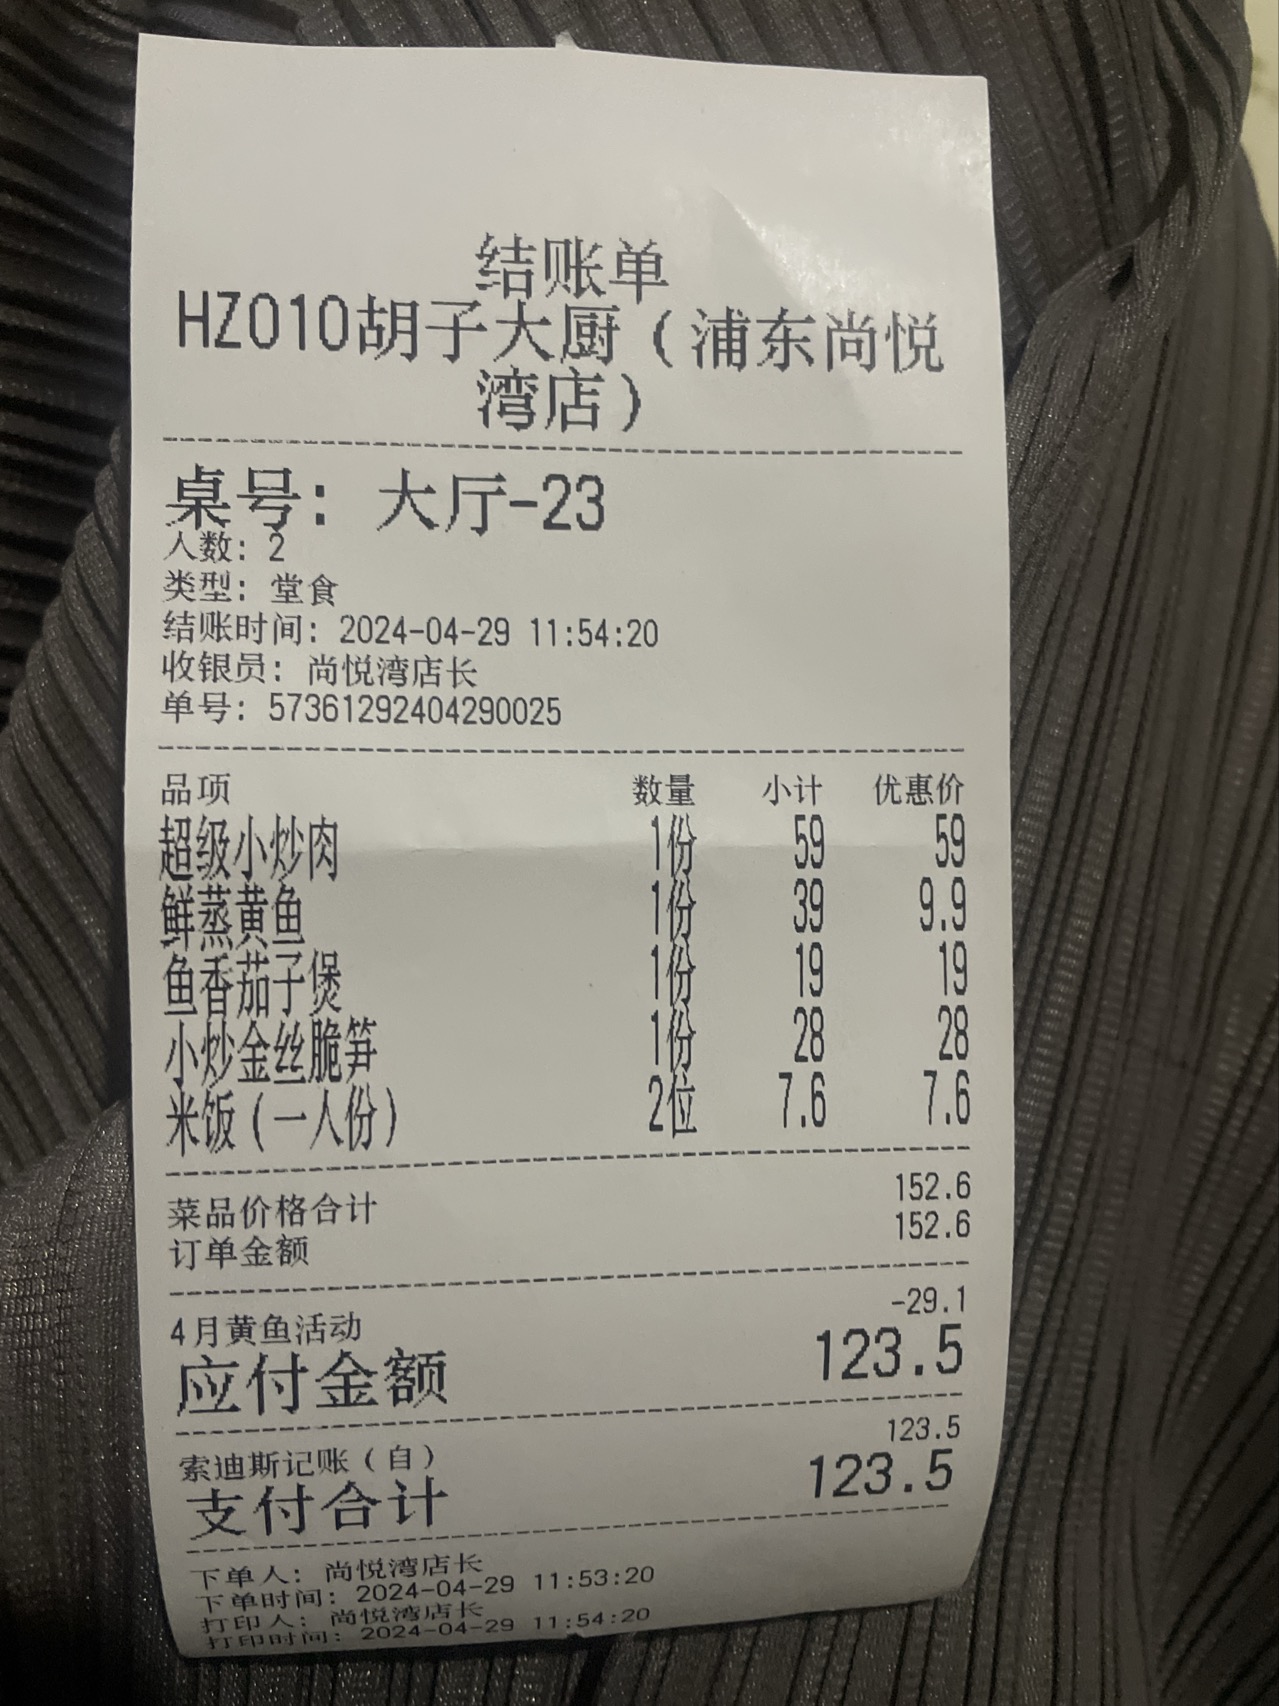 结账单
HZ010胡子大厨（浦东尚悦
湾店）
桌号：大厅-23
人数：2
类型：堂食
结账时间：2024-04-29 11:54:20
收银员：尚悦湾店长
单号：57361292404290025
品项 数量 小计 优惠价
超级小炒肉 1份 59 59
鲜蒸黄鱼 1份 39 9.9
鱼香茄子煲 1份 19 19
小炒金丝脆笋 1份 28 28
米饭（一人份） 2位 7.6 7.6
菜品价格合计 152.6
订单金额 152.6
4月黄鱼活动 -29.1
应付金额 123.5
索迪斯记账（自） 123.5
支付合计 123.5
下单人：尚悦湾店长
下单时间：2024-04-29 11:53:20
打印人：尚悦湾店长
打印时间：2024-04-29 11:54:20